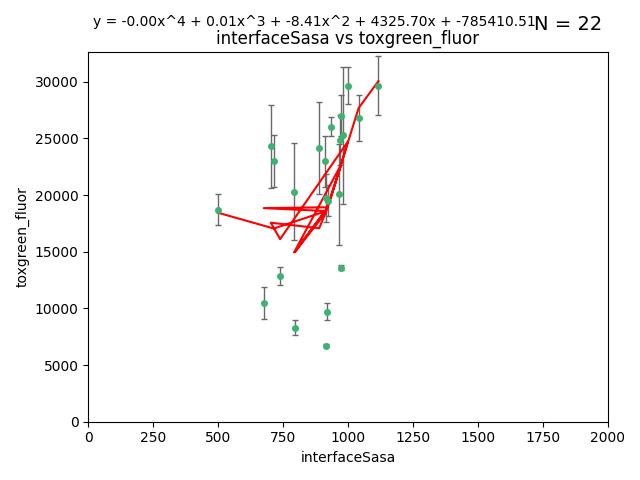 y = -0.00x^4 + 0.01x^3 + -8.41x^2 + 4325.70x + -785410.51
N = 22
interfaceSasa vs toxgreen_fluor
30000
25000
20000
15000
10000
5000
0
toxgreen_fluor
0 250 500 750 1000 1250 1500 1750 2000
interfaceSasa